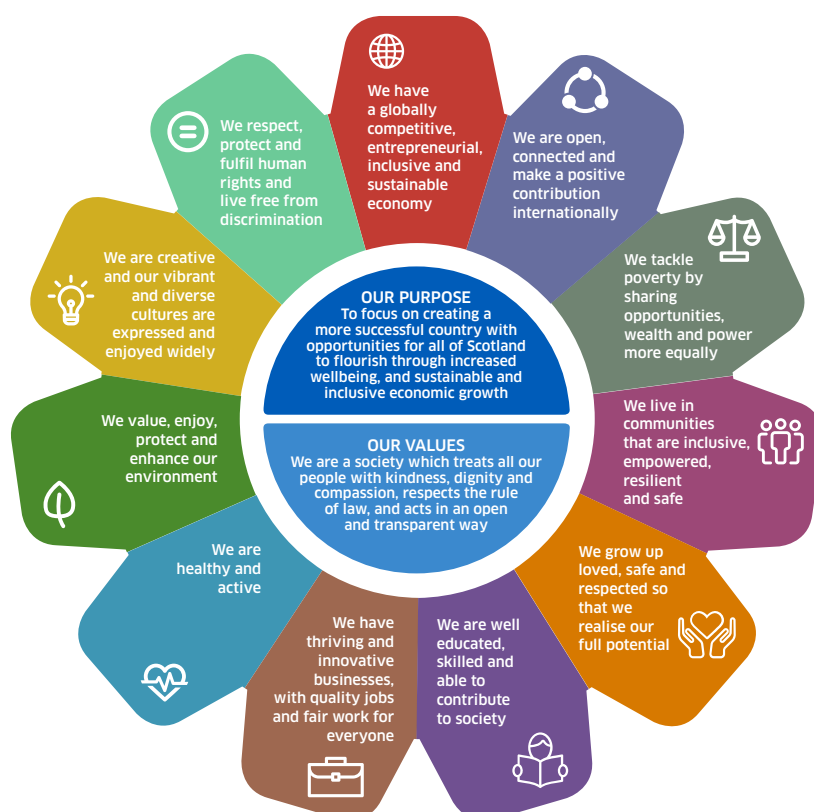 We have
a globally
competitive,
entrepreneurial,
inclusive and
sustainable
economy
We are open,
connected and
make a positive
contribution
internationally
We tackle
poverty by
sharing
opportunities,
wealth and power
more equally
We live in
communities
that are inclusive,
empowered,
resilient
and safe
We grow up
loved, safe and
respected so
that we
realise our
full potential
We are well
educated,
skilled and
able to
contribute
to society
We have
thriving and
innovative
businesses,
with quality jobs
and fair work for
everyone
We are
healthy and
active
We value, enjoy,
protect and
enhance our
environment
We are creative
and our vibrant
and diverse
cultures are
expressed and
enjoyed widely
We respect,
protect and
fulfil human
rights and
live free from
discrimination
OUR PURPOSE
To focus on creating a
more successful country with
opportunities for all of Scotland
to flourish through increased
wellbeing, and sustainable and
inclusive economic growth
OUR VALUES
We are a society which treats all our
people with kindness, dignity and
compassion, respects the rule
of law, and acts in an open
and transparent way